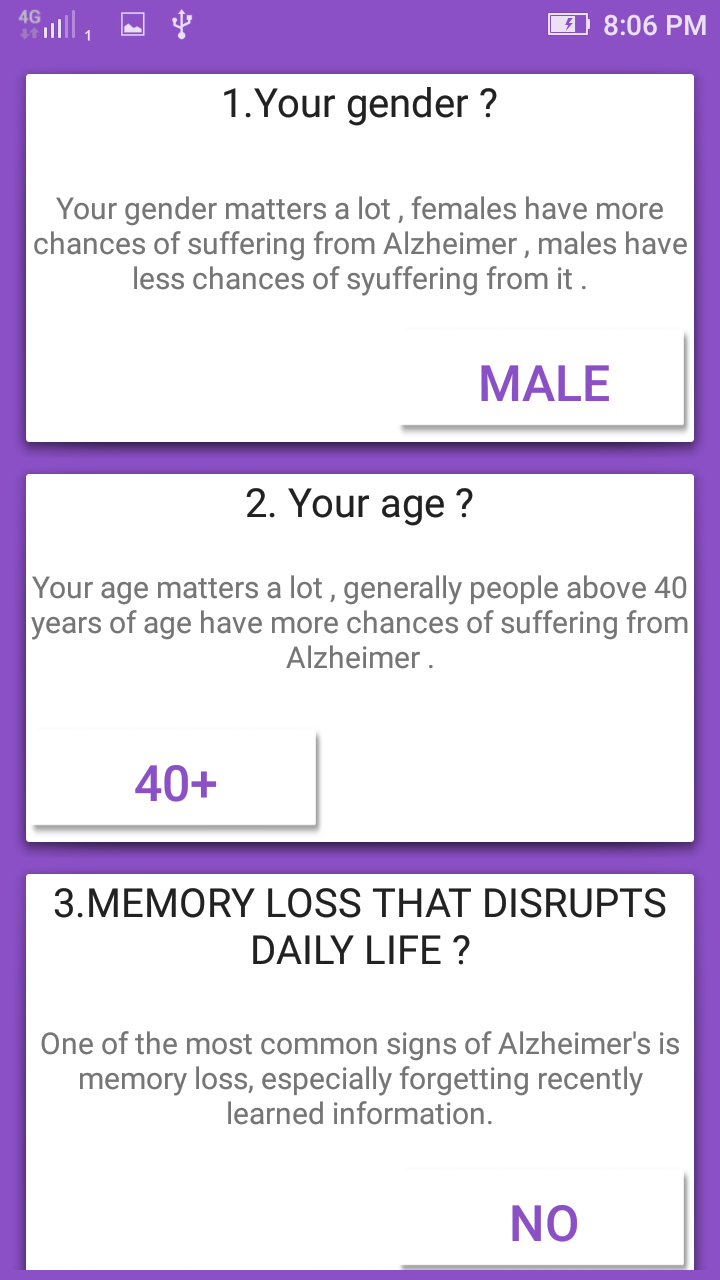 4G 1 8:06 PM
1.Your gender ?
Your gender matters a lot , females have more
chances of suffering from Alzheimer , males have
less chances of syuffering from it .
MALE
2. Your age ?
Your age matters a lot , generally people above 40
years of age have more chances of suffering from
Alzheimer .
40+
3.MEMORY LOSS THAT DISRUPTS
DAILY LIFE ?
One of the most common signs of Alzheimer's is
memory loss, especially forgetting recently
learned information.
NO